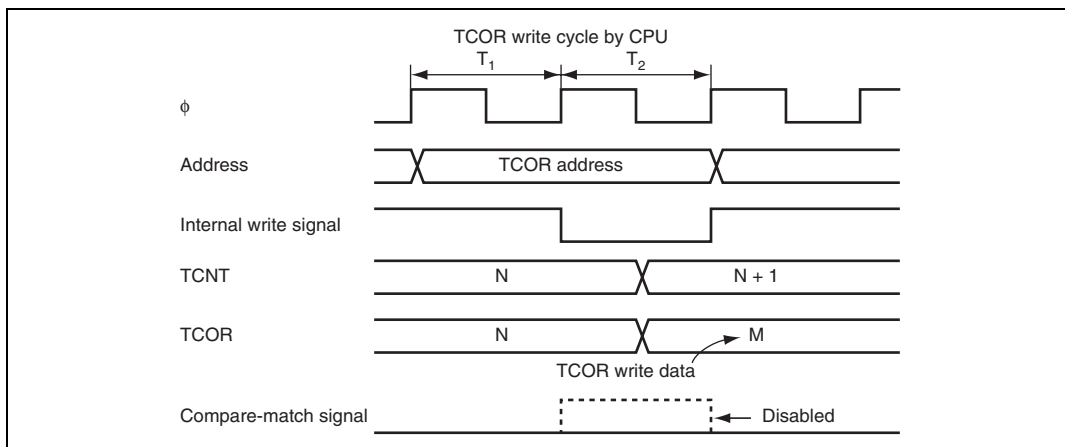 TCOR write cycle by CPU
T1 T2
φ
Address TCOR address
Internal write signal
TCNT N N + 1
TCOR N M
TCOR write data
Compare-match signal Disabled